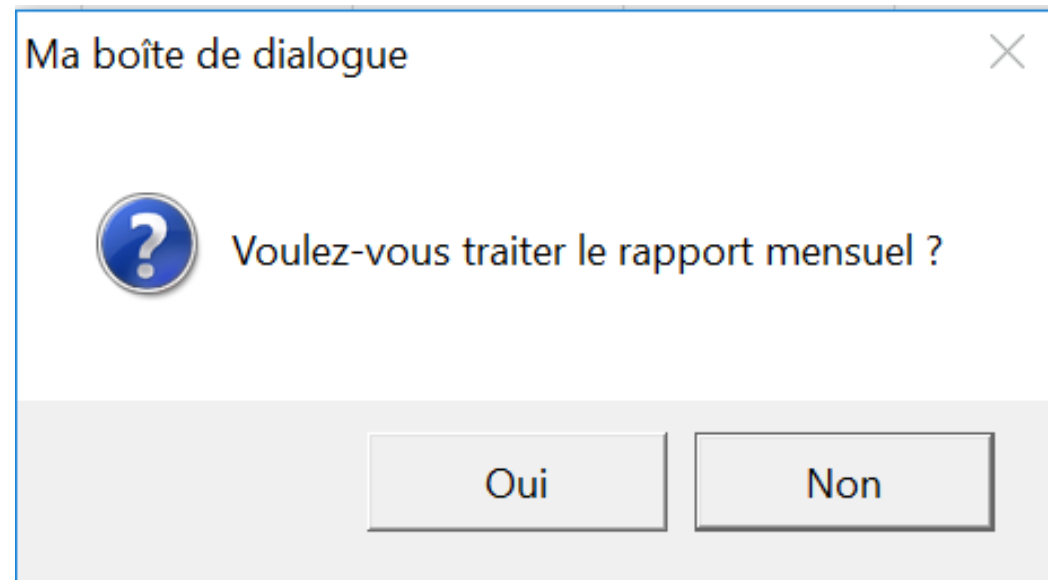 Ma boîte de dialogue
Voulez-vous traiter le rapport mensuel ?
Oui
Non